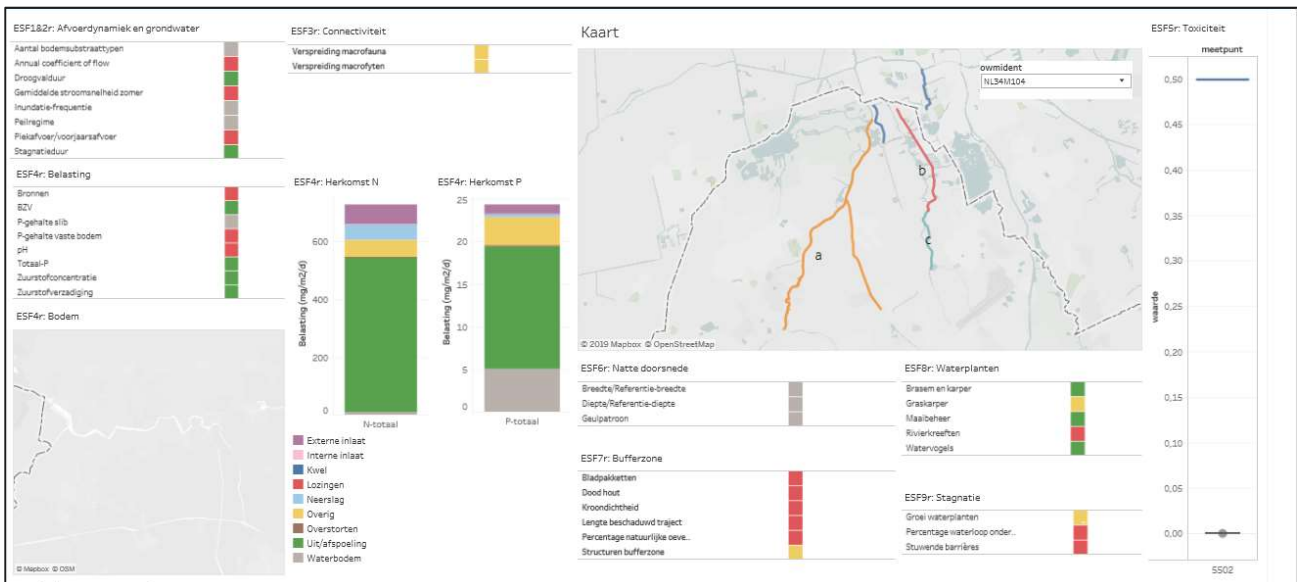 ESF1&2r: Afvoerdynamiek en grondwater
Aantal bodemsubstraattypen
Annual coefficient of flow
Droogvalduur
Gemiddelde stroomsnelheid zomer
Inundatie-frequentie
Peilregime
Piekafvoer/voorjaarsafvoer
Stagnatieduur
ESF4r: Belasting
Bronnen
BZV
P-gehalte slib
P-gehalte vaste bodem
pH
Totaal-P
Zuurstofconcentratie
Zuurstofverzadiging
ESF4r: Bodem
© Mapbox © OSM
ESF3r: Connectiviteit
Verspreiding macrofauna
Verspreiding macrofyten
ESF4r: Herkomst N
Belasting (mg/m2/d)
600
400
200
0
N-totaal
ESF4r: Herkomst P
Belasting (mg/m2/d)
25
20
15
10
5
0
P-totaal
Externe inlaat
Interne inlaat
Kwel
Lozingen
Neerslag
Overig
Overstorten
Uit/afspoeling
Waterbodem
Kaart
owmident
NL34M104
a
b
c
© 2019 Mapbox © OpenStreetMap
ESF6r: Natte doorsnede
Breedte/Referentie-breedte
Diepte/Referentie-diepte
Geulpatroon
ESF7r: Bufferzone
Bladpakketten
Dood hout
Kroondichtheid
Lengte beschaduwd traject
Percentage natuurlijke oeve..
Structuren bufferzone
ESF8r: Waterplanten
Brasem en karper
Graskarper
Maaibeheer
Rivierkreeften
Watervogels
ESF9r: Stagnatie
Groei waterplanten
Percentage waterloop onder..
Stuwende barrières
ESF5r: Toxiciteit
meetpunt
waarde
0,50
0,45
0,40
0,35
0,30
0,25
0,20
0,15
0,10
0,05
0,00
5502